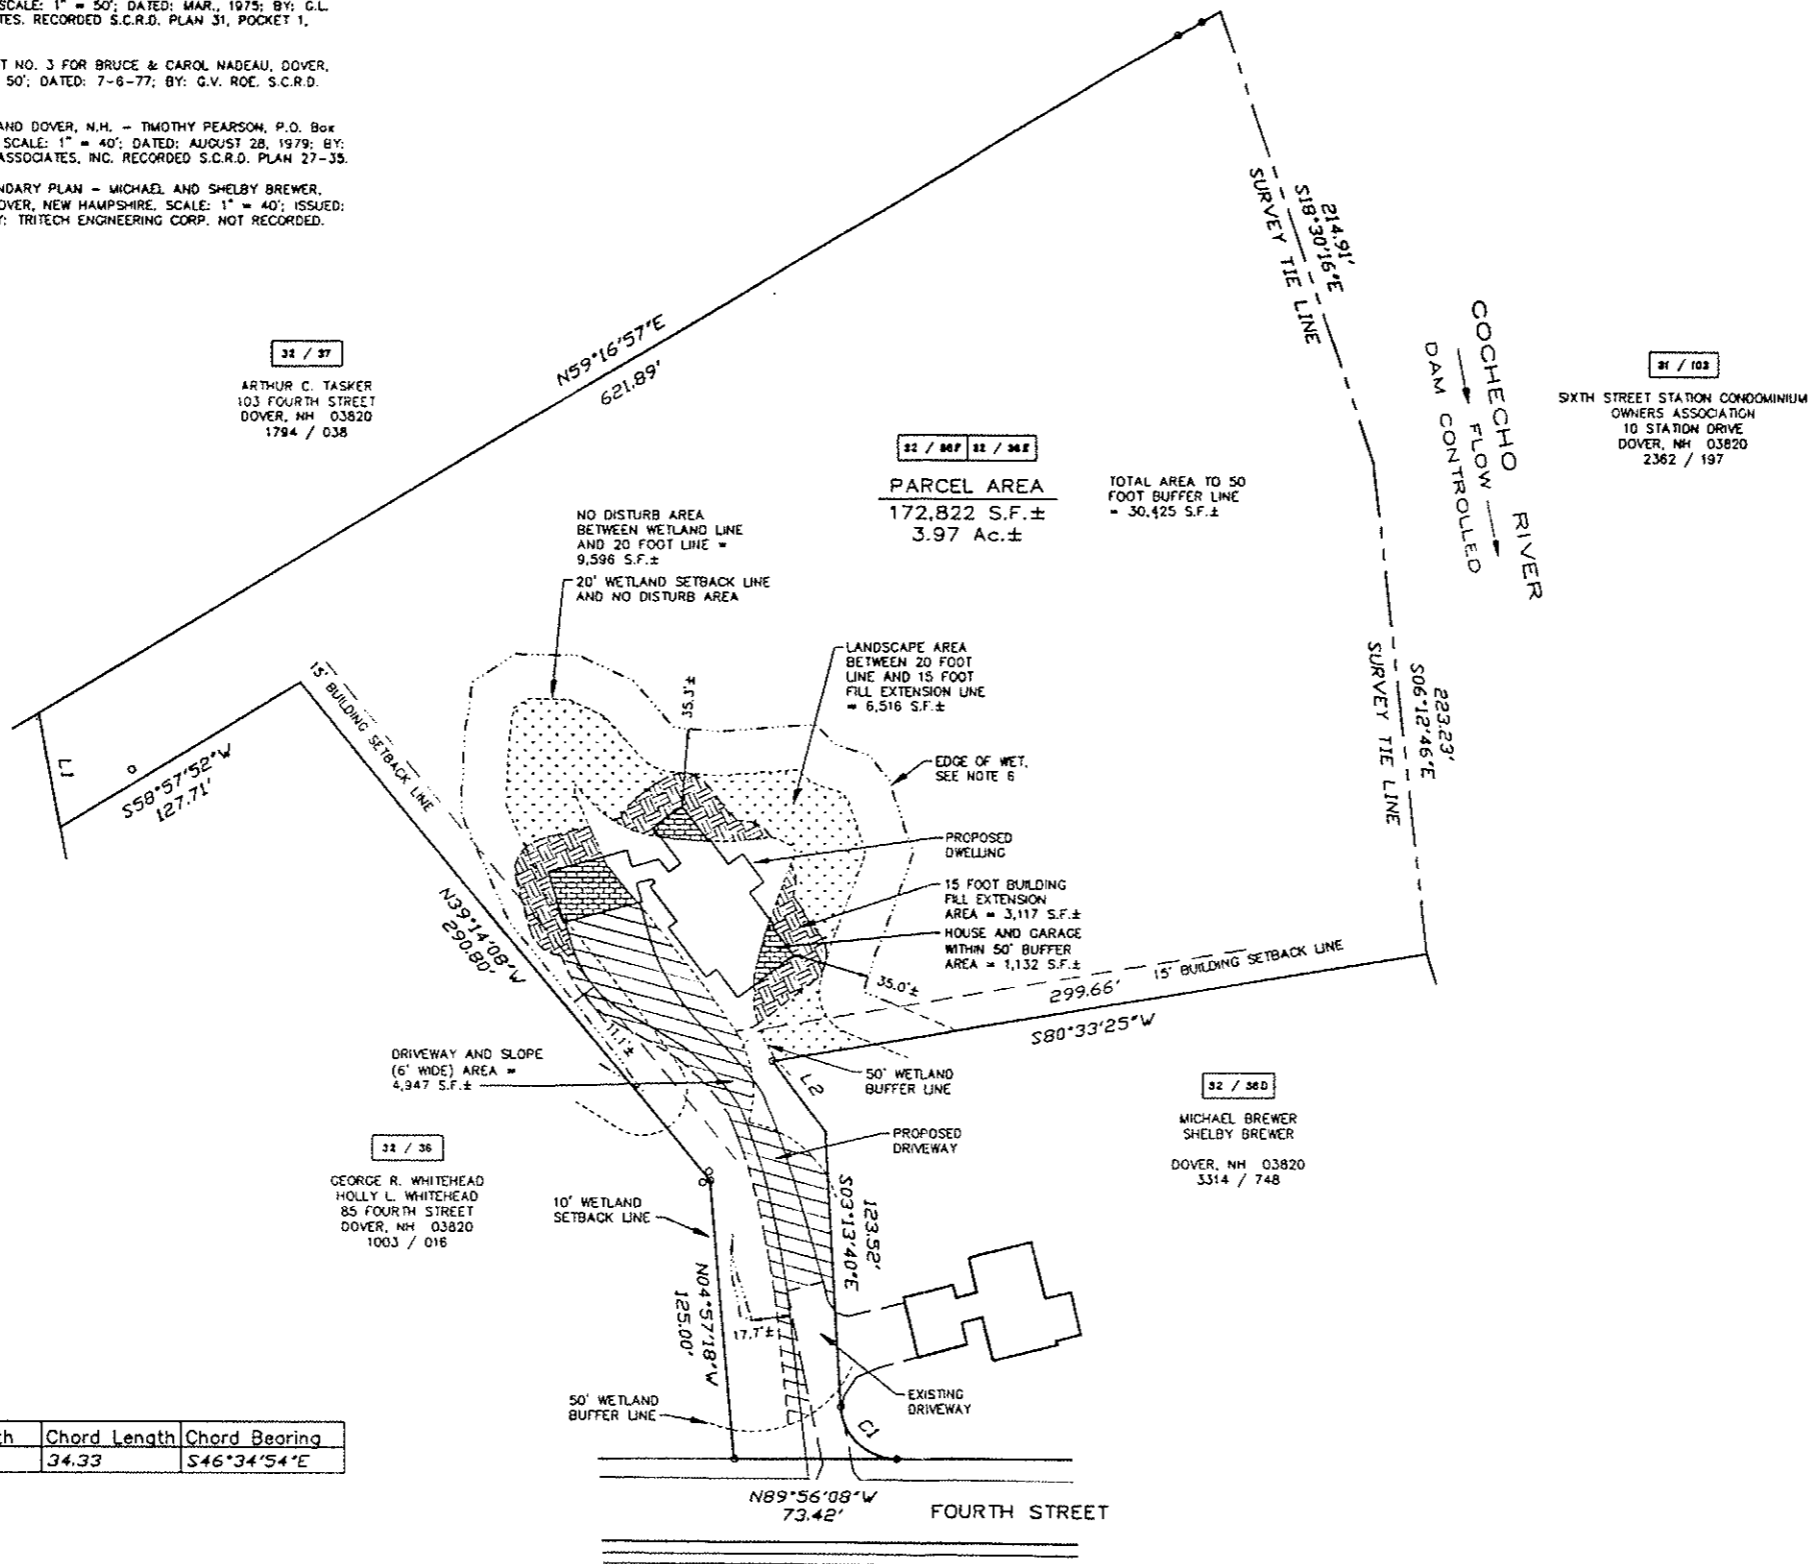 SCALE: 1" = 50'; DATED: MAR., 1975; BY: G.L.
TES. RECORDED S.C.R.D. PLAN 31, POCKET 1,
T NO. 3 FOR BRUCE & CAROL NADEAU, DOVER,
50'; DATED: 7-6-77; BY: G.V. ROE. S.C.R.D.
AND DOVER, N.H. - TIMOTHY PEARSON, P.O. Box
SCALE: 1" = 40'; DATED: AUGUST 28, 1979; BY:
ASSOCIATES, INC. RECORDED S.C.R.D. PLAN 27-35.
NDARY PLAN - MICHAEL AND SHELBY BREWER,
OVER, NEW HAMPSHIRE. SCALE: 1" = 40'; ISSUED:
Y: TRITECH ENGINEERING CORP. NOT RECORDED.
214.91'
S18°30'16"E
SURVEY TIE LINE
N59°16'57"E
621.89'
32 / 37
ARTHUR C. TASKER
103 FOURTH STREET
DOVER, NH 03820
1794 / 038
COCHECHO RIVER
FLOW
DAM CONTROLLED
31 / 103
SIXTH STREET STATION CONDOMINIUM
OWNERS ASSOCIATION
10 STATION DRIVE
DOVER, NH 03820
2362 / 197
32 / 36F 32 / 36E
PARCEL AREA
172,822 S.F.±
3.97 Ac.±
TOTAL AREA TO 50
FOOT BUFFER LINE
= 30,425 S.F.±
NO DISTURB AREA
BETWEEN WETLAND LINE
AND 20 FOOT LINE =
9,596 S.F.±
20' WETLAND SETBACK LINE
AND NO DISTURB AREA
LANDSCAPE AREA
BETWEEN 20 FOOT
LINE AND 15 FOOT
FILL EXTENSION LINE
= 6,516 S.F.±
223.23'
S06°12'46"E
SURVEY TIE LINE
15' BUILDING SETBACK LINE
35.3'±
EDGE OF WET.
SEE NOTE 6
L1
S58°57'52"W
127.71'
PROPOSED
DWELLING
15 FOOT BUILDING
FILL EXTENSION
AREA = 3,117 S.F.±
HOUSE AND GARAGE
WITHIN 50' BUFFER
AREA = 1,132 S.F.±
N39°14'08"W
290.80'
35.0'±
15' BUILDING SETBACK LINE
299.66'
S80°33'25"W
11.1'±
DRIVEWAY AND SLOPE
(6' WIDE) AREA =
4,947 S.F.±
L2
50' WETLAND
BUFFER LINE
32 / 36D
MICHAEL BREWER
SHELBY BREWER
DOVER, NH 03820
3314 / 748
PROPOSED
DRIVEWAY
32 / 36
GEORGE R. WHITEHEAD
HOLLY L. WHITEHEAD
85 FOURTH STREET
DOVER, NH 03820
1003 / 016
10' WETLAND
SETBACK LINE
123.52'
S03°13'40"E
N04°57'18"W
125.00'
17.7'±
50' WETLAND
BUFFER LINE
EXISTING
DRIVEWAY
C1
th Chord Length Chord Bearing
34.33 S46°34'54"E
N89°56'08"W
73.42'
FOURTH STREET